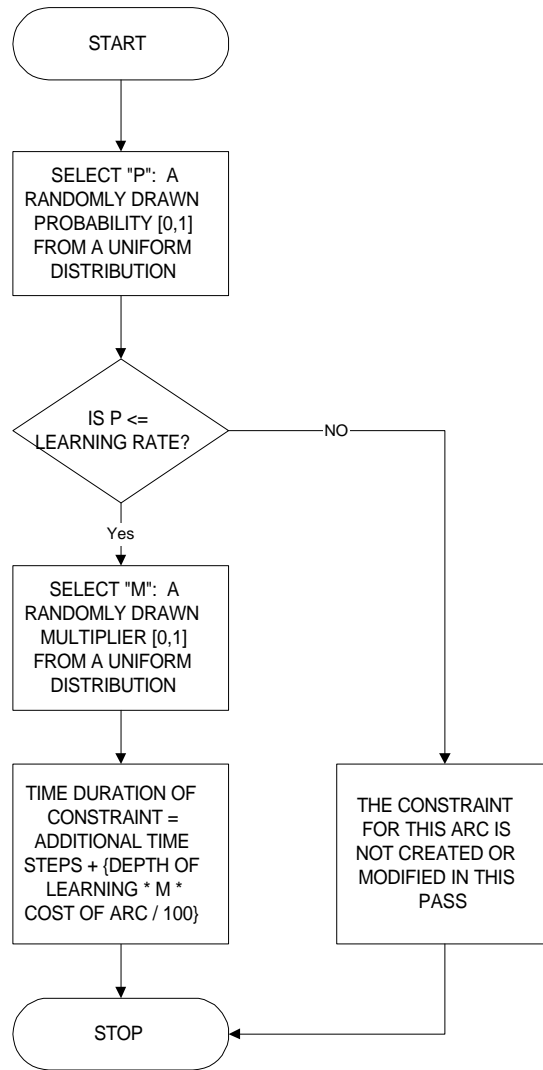 START
SELECT "P": A
RANDOMLY DRAWN
PROBABILITY [0,1]
FROM A UNIFORM
DISTRIBUTION
IS P <=
LEARNING RATE?
NO
Yes
SELECT "M": A
RANDOMLY DRAWN
MULTIPLIER [0,1]
FROM A UNIFORM
DISTRIBUTION
TIME DURATION OF
CONSTRAINT =
ADDITIONAL TIME
STEPS + {DEPTH OF
LEARNING * M *
COST OF ARC / 100}
THE CONSTRAINT
FOR THIS ARC IS
NOT CREATED OR
MODIFIED IN THIS
PASS
STOP